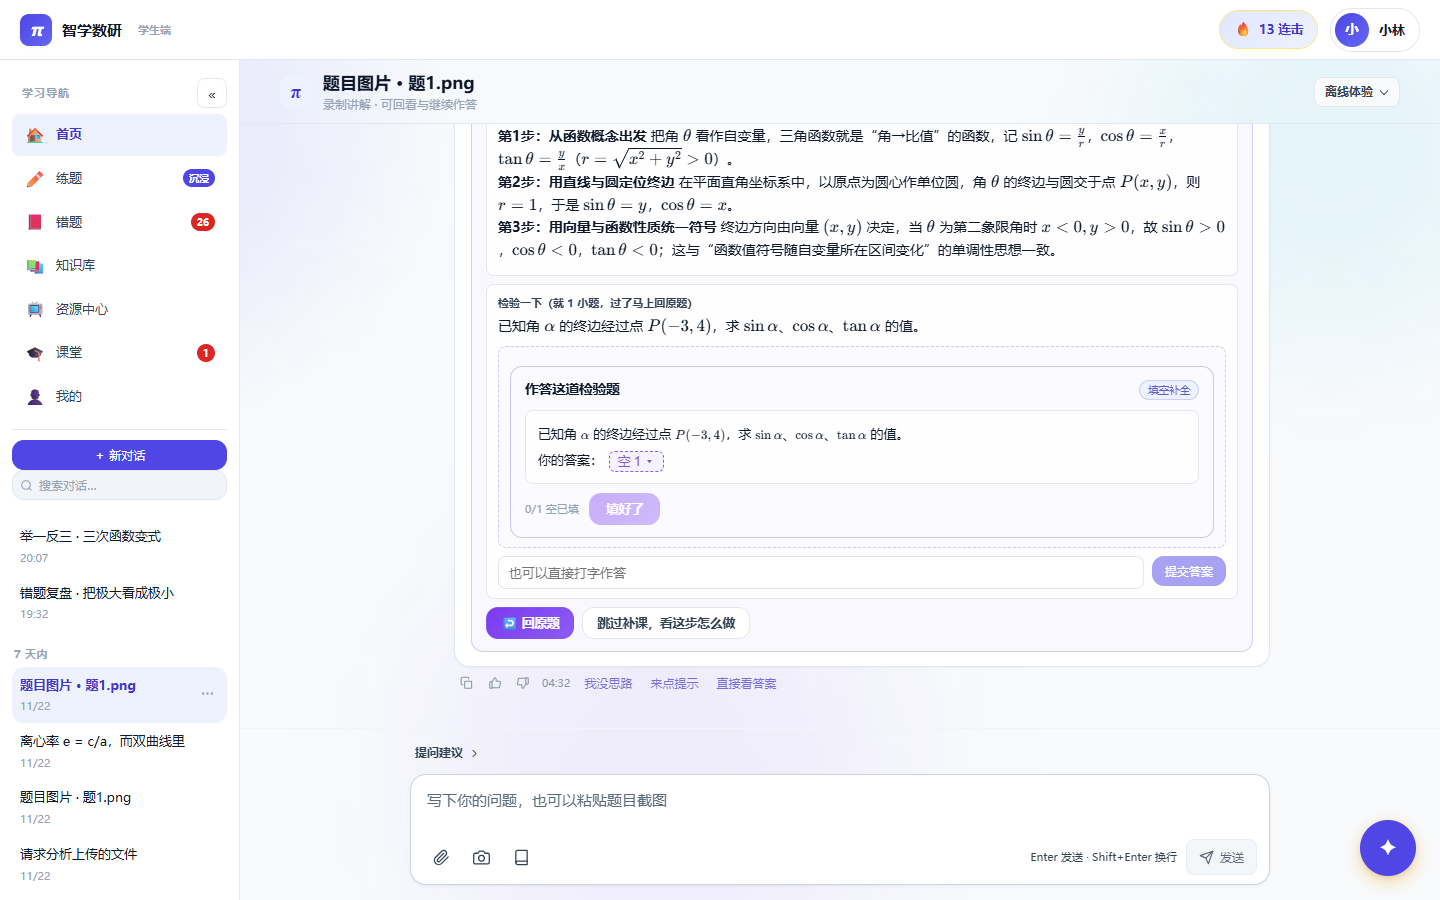 π 智学数研 学生端
13 连击
小 小林
学习导航
«
首页
练题 沉浸
错题 26
知识库
资源中心
课堂 1
我的
+ 新对话
搜索对话...
举一反三 · 三次函数变式
20:07
错题复盘 · 把极大看成极小
19:32
7 天内
题目图片 • 题1.png ...
11/22
离心率 e = c/a，而双曲线里
11/22
题目图片 · 题1.png
11/22
请求分析上传的文件
11/22
π 题目图片 • 题1.png
录制讲解 · 可回看与继续作答
离线体验
第1步：从函数概念出发 把角 θ 看作自变量，三角函数就是“角→比值”的函数，记 sin θ = y/r，cos θ = x/r，
tan θ = y/x（r = √(x² + y²) > 0）。
第2步：用直线与圆定位终边 在平面直角坐标系中，以原点为圆心作单位圆，角 θ 的终边与圆交于点 P(x, y)，则
r = 1，于是 sin θ = y，cos θ = x。
第3步：用向量与函数性质统一符号 终边方向由向量 (x, y) 决定，当 θ 为第二象限角时 x < 0, y > 0，故 sin θ > 0
，cos θ < 0，tan θ < 0；这与“函数值符号随自变量所在区间变化”的单调性思想一致。
检验一下（就 1 小题，过了马上回原题）
已知角 α 的终边经过点 P(−3, 4)，求 sin α、cos α、tan α 的值。
作答这道检验题 填空补全
已知角 α 的终边经过点 P(−3, 4)，求 sin α、cos α、tan α 的值。
你的答案： 空 1
0/1 空已填 填好了
也可以直接打字作答 提交答案
回原题 跳过补课，看这步怎么做
04:32 我没思路 来点提示 直接看答案
提问建议
写下你的问题，也可以粘贴题目截图
Enter 发送 · Shift+Enter 换行 发送